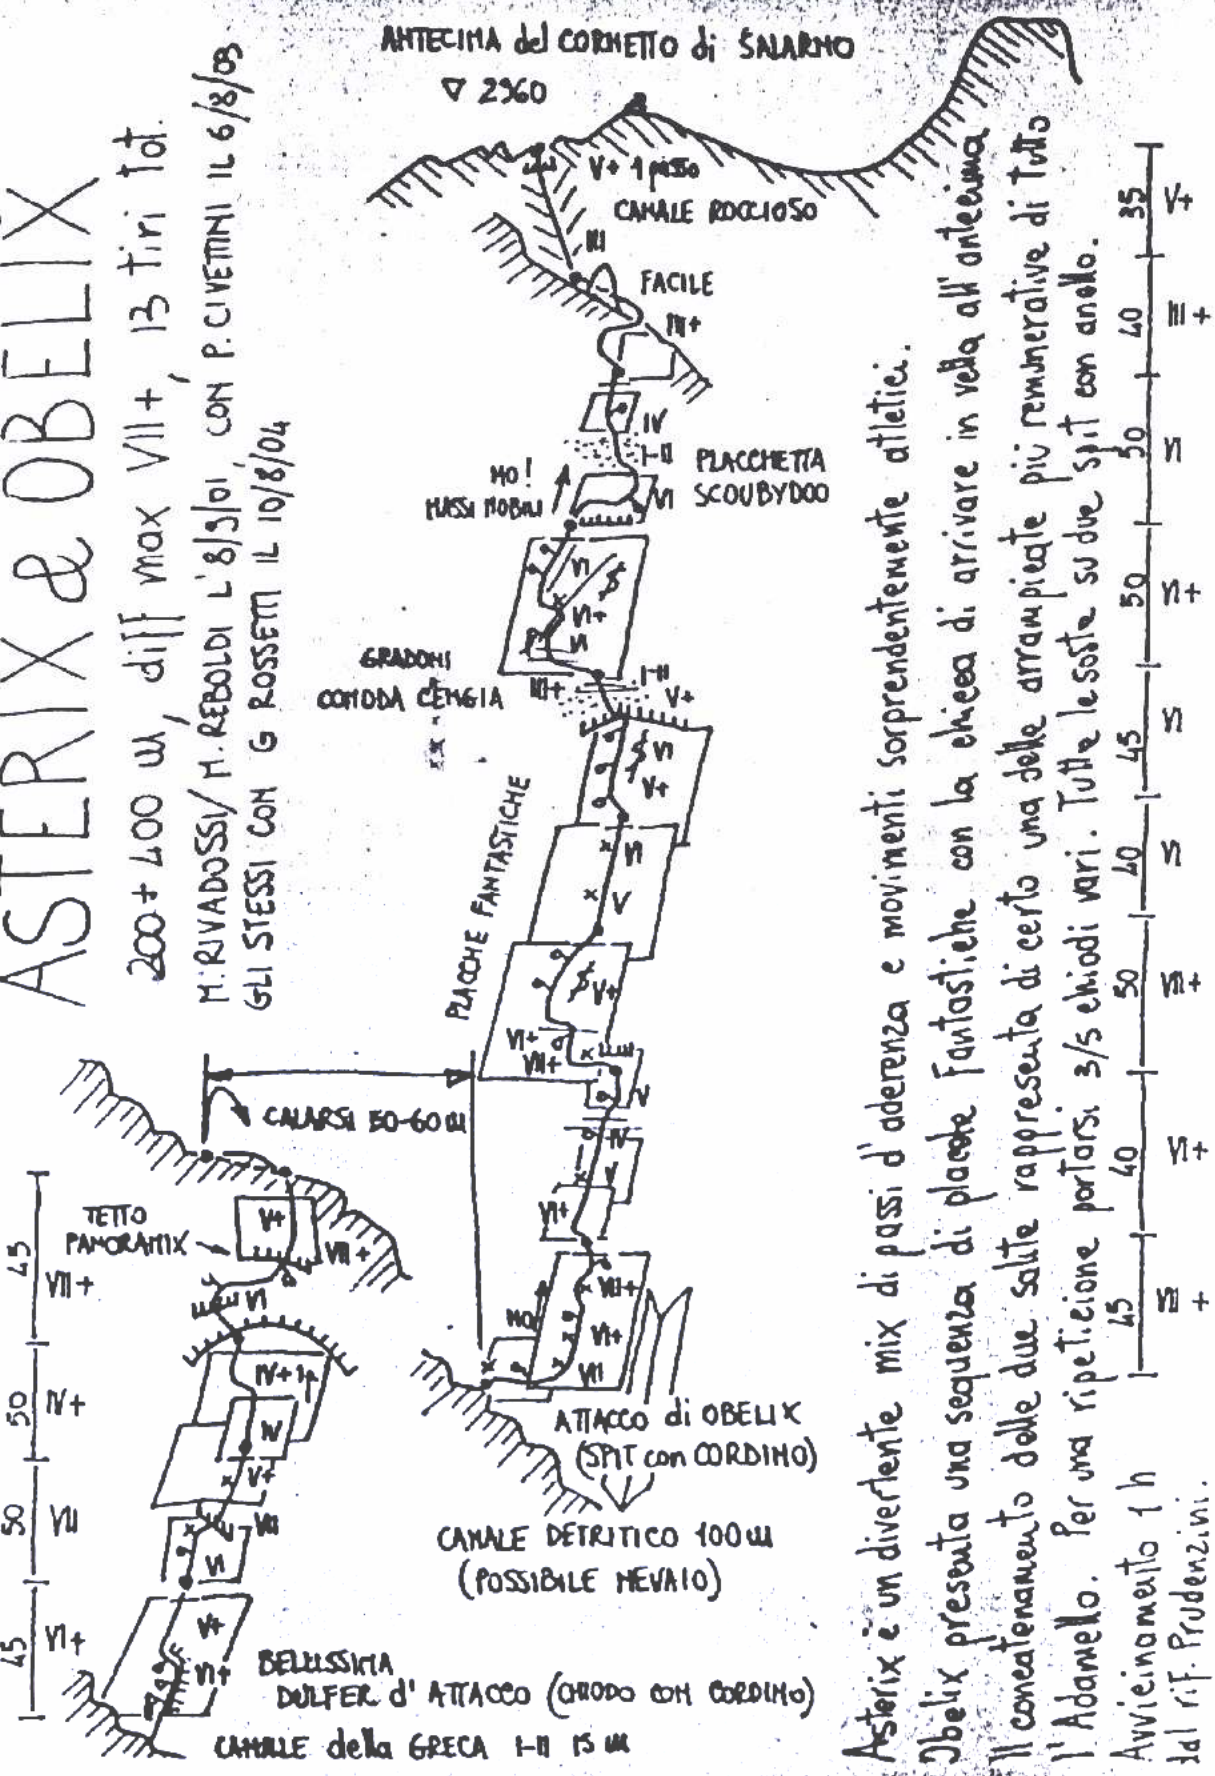 ASTERIX & OBELIX
200 + 400 m, diff max VII+, 13 tiri tot.
M. RIVADOSSI / M. REBOLDI L'8/9/01 CON P. CIVETTINI IL 6/8/03
GLI STESSI CON G ROSSETTI IL 10/8/04
ANTECIMA del CORNETTO di SALARNO
▽ 2960
V+ 1 passo
CANALE ROCCIOSO
III
FACILE
III+
IV
I-II
PLACCHETTA
SCOUBYDOO
VI
NO!
MASSI MOBILI
VI
VI+
VI
GRADONI
COMODA CENGIA
I-II
III+
V+
VI
V+
VI
V
PLACCHE FANTASTICHE
V+
VI+
VII+
V
IV
V
VI+
CALARSI 50-60 m
TETTO
PANORAMIX
V+
VII+
VI
IV+ 1p
IV
V+
VII
VI
V+
VI+
NO
VII+
VI+
VII
ATTACCO di OBELIX
(SPIT con CORDINO)
CANALE DETRITICO 100 m
(POSSIBILE NEVAIO)
BELLISSIMA
DULFER d' ATTACCO (CHIODO CON CORDINO)
CANALE della GRECA I-II 15 m
45 VI+
50 VII
50 IV+
45 VII+
Asterix è un divertente mix di passi d'aderenza e movimenti sorprendentemente atletici.
Obelix presenta una sequenza di placche fantastiche con la chicca di arrivare in vetta all'antecima
Il concatenamento delle due salite rappresenta di certo una delle arrampicate più remunerative di tutto
l'Adamello. Per una ripetizione portarsi 3/5 chiodi vari. Tutte le soste su due spit con anello.
Avvicinamento 1 h
dal rif. Prudenzini.
45 VII+
40 VI+
50 VII+
40 VI
45 VI
50 VI+
50 VI
40 III+
35 V+